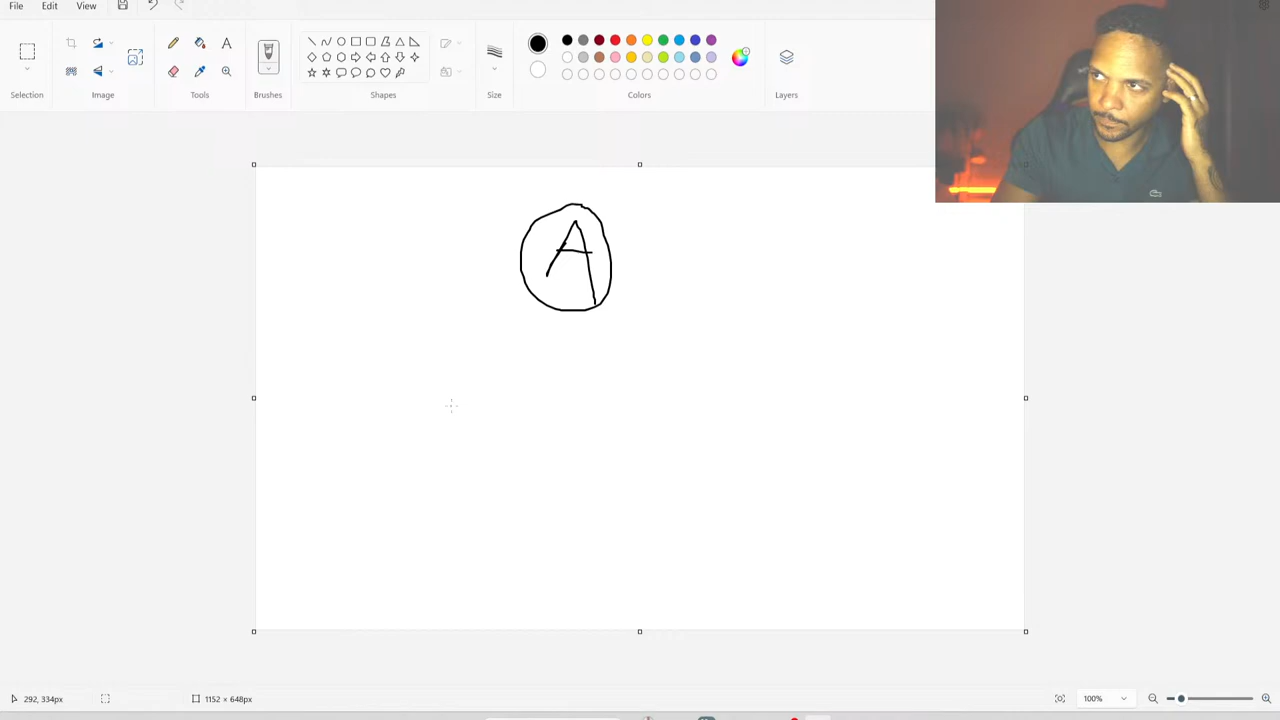 File Edit View
Selection Image Tools Brushes Shapes Size Colors Layers
A
A
292, 334px 1152 × 648px 100%